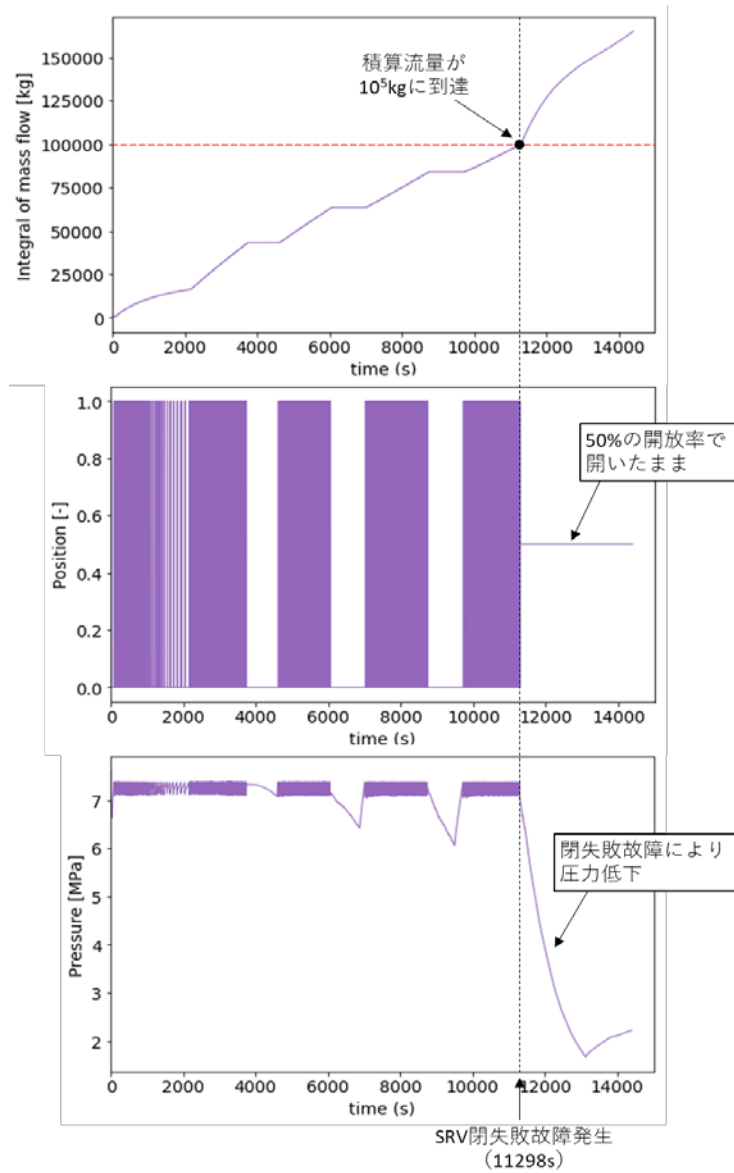 積算流量が
10⁵kgに到達
Integral of mass flow [kg]
150000
125000
100000
75000
50000
25000
0
0 2000 4000 6000 8000 10000 12000 14000
time (s)
50%の開放率で
開いたまま
Position [-]
1.0
0.8
0.6
0.4
0.2
0.0
0 2000 4000 6000 8000 10000 12000 14000
time (s)
閉失敗故障により
圧力低下
Pressure [MPa]
7
6
5
4
3
2
0 2000 4000 6000 8000 10000 12000 14000
time (s)
SRV閉失敗故障発生
（11298s）